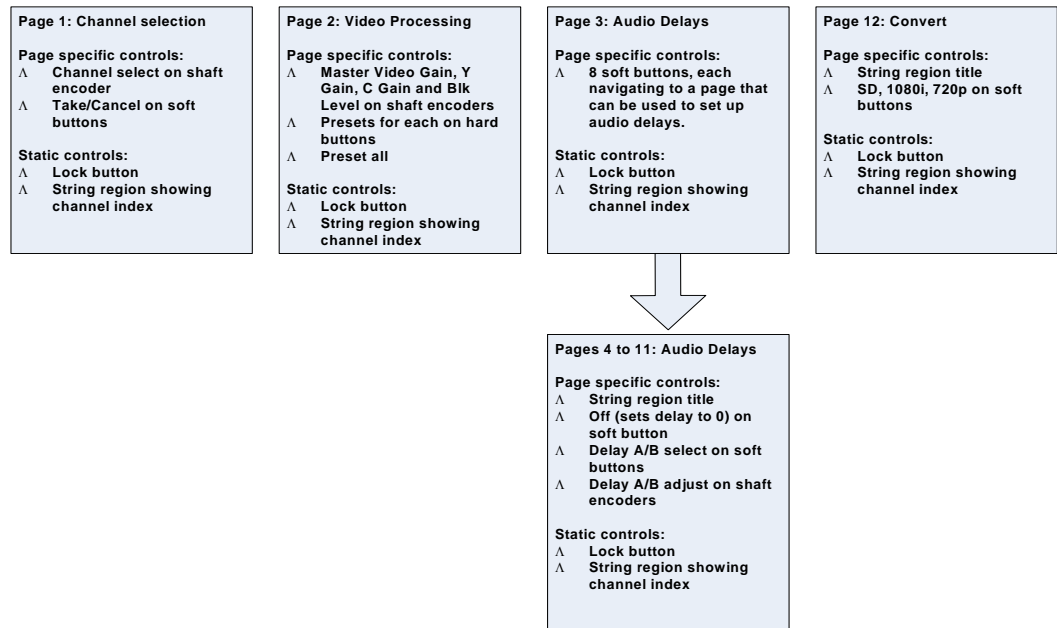 Page 1: Channel selection
Page specific controls:
Λ Channel select on shaft
encoder
Λ Take/Cancel on soft
buttons
Static controls:
Λ Lock button
Λ String region showing
channel index
Page 2: Video Processing
Page specific controls:
Λ Master Video Gain, Y
Gain, C Gain and Blk
Level on shaft encoders
Λ Presets for each on hard
buttons
Λ Preset all
Static controls:
Λ Lock button
Λ String region showing
channel index
Page 3: Audio Delays
Page specific controls:
Λ 8 soft buttons, each
navigating to a page that
can be used to set up
audio delays.
Static controls:
Λ Lock button
Λ String region showing
channel index
Page 12: Convert
Page specific controls:
Λ String region title
Λ SD, 1080i, 720p on soft
buttons
Static controls:
Λ Lock button
Λ String region showing
channel index
Pages 4 to 11: Audio Delays
Page specific controls:
Λ String region title
Λ Off (sets delay to 0) on
soft button
Λ Delay A/B select on soft
buttons
Λ Delay A/B adjust on shaft
encoders
Static controls:
Λ Lock button
Λ String region showing
channel index